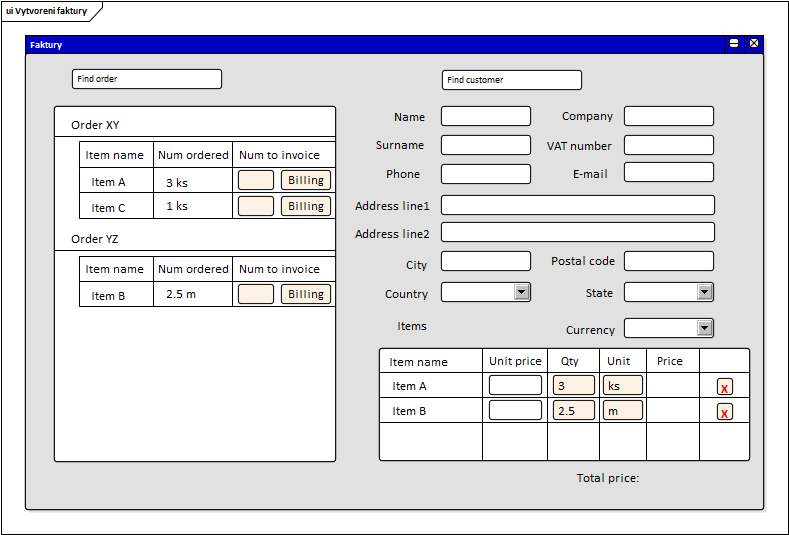 ui Vytvoreni faktury
Faktury
Find order
Order XY
Item name Num ordered Num to invoice
Item A 3 ks Billing
Item C 1 ks Billing
Order YZ
Item name Num ordered Num to invoice
Item B 2.5 m Billing
Find customer
Name Company
Surname VAT number
Phone E-mail
Address line1
Address line2
City Postal code
Country State
Items Currency
Item name Unit price Qty Unit Price
Item A 3 ks X
Item B 2.5 m X
Total price: